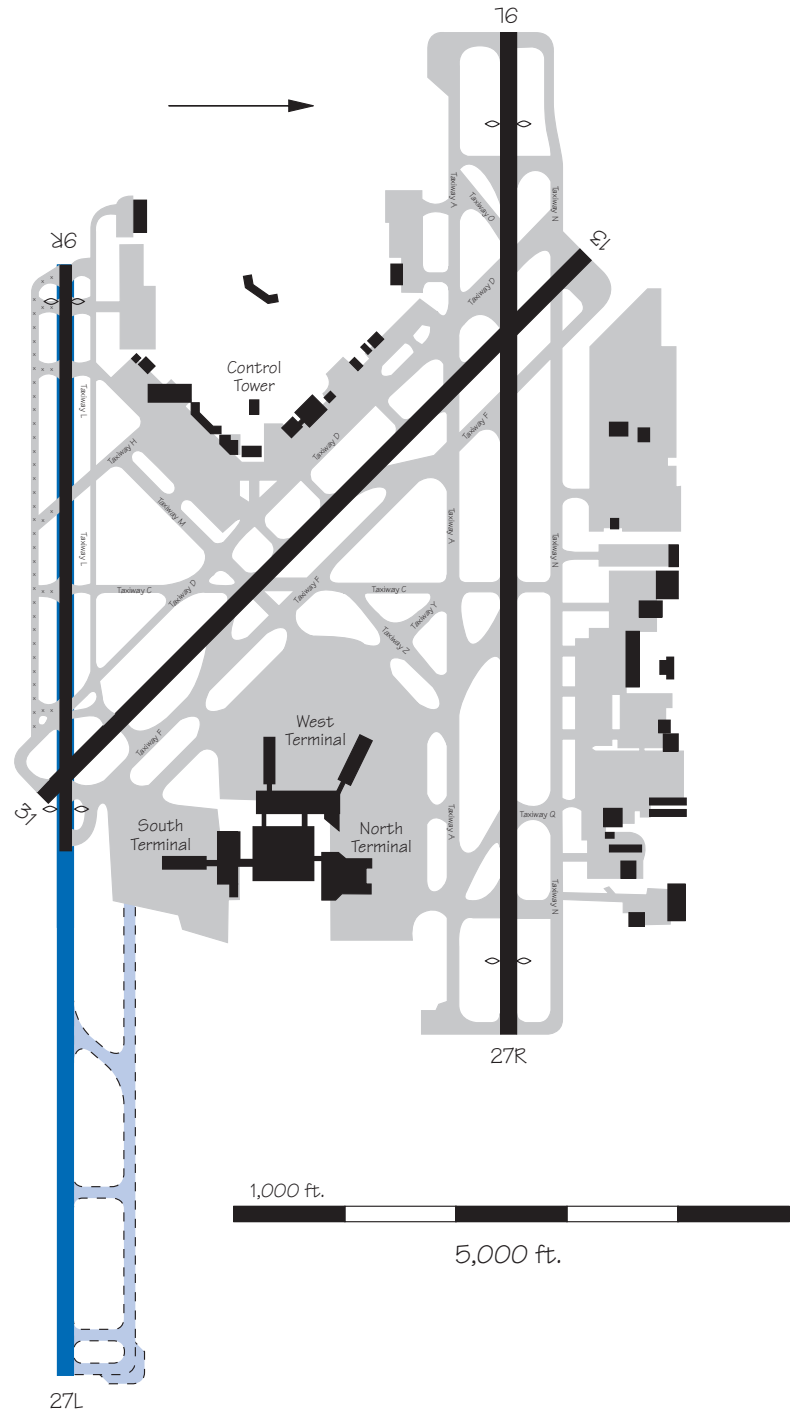 9L
13
Taxiway A
Taxiway O
Taxiway N
9R
Taxiway D
Control
Tower
Taxiway L
Taxiway F
Taxiway H
Taxiway D
Taxiway M
Taxiway A
Taxiway L
Taxiway N
Taxiway C
Taxiway D
Taxiway F
Taxiway C
Taxiway Y
Taxiway Z
West
Terminal
Taxiway F
31
South
Terminal
North
Terminal
Taxiway A
Taxiway Q
Taxiway N
27R
1,000 ft.
5,000 ft.
27L